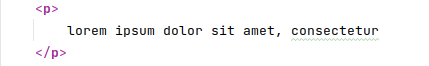 <p>
lorem ipsum dolor sit amet, consectetur
</p>